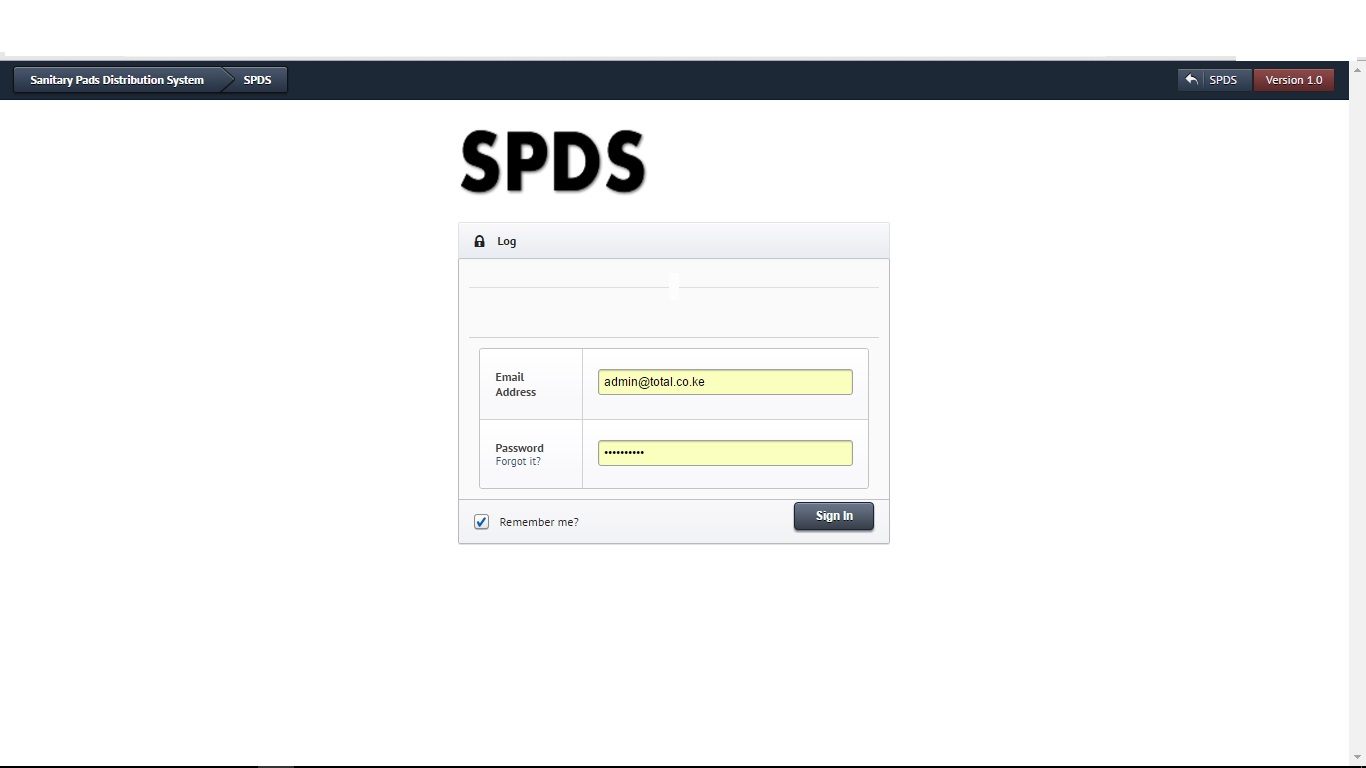 Sanitary Pads Distribution System SPDS
SPDS Version 1.0
SPDS
Log
Email
Address
admin@total.co.ke
Password
Forgot it?
••••••••••
Remember me?
Sign In